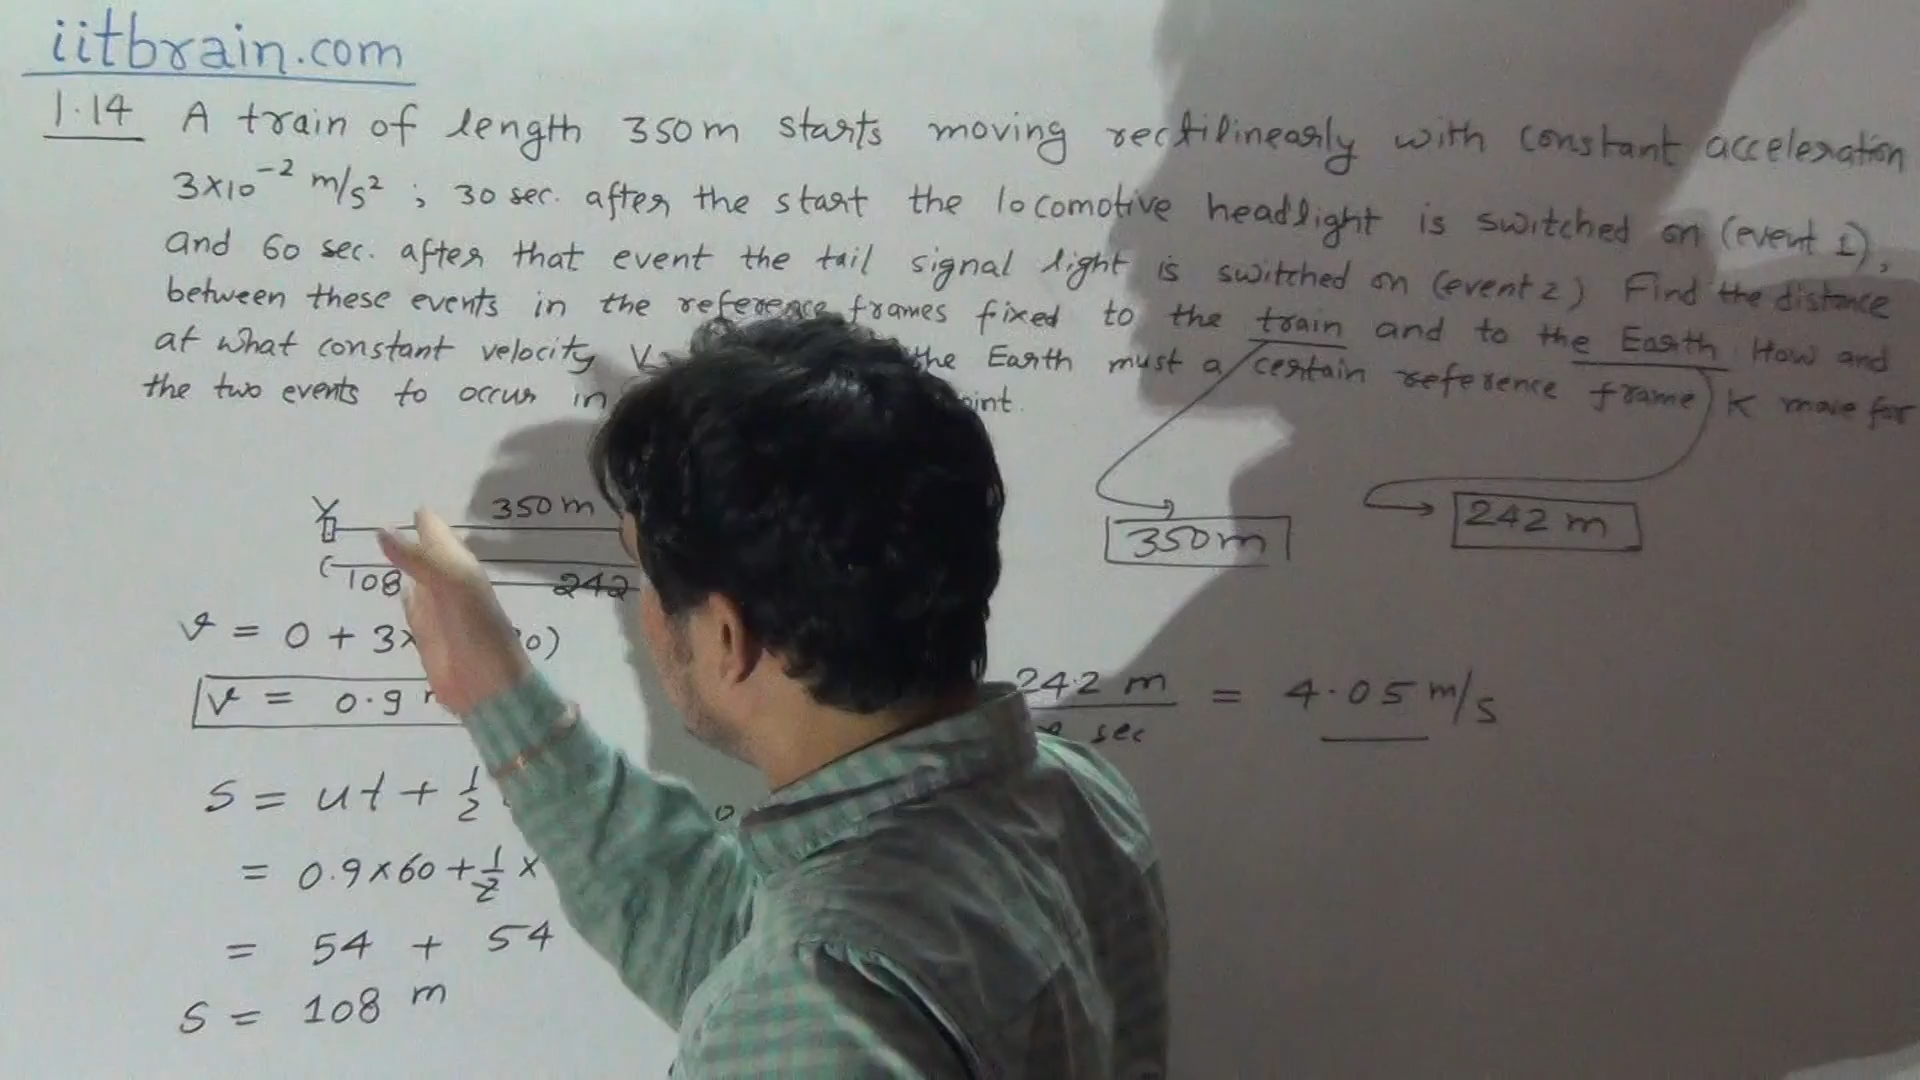 iitbrain.com
1.14 A train of length 350m starts moving rectilinearly with constant acceleration
3×10⁻² m/s² ; 30 sec. after the start the locomotive headlight is switched on (event 1),
and 60 sec. after that event the tail signal light is switched on (event 2) Find the distance
between these events in the reference frames fixed to the train and to the Earth. How and
at what constant velocity V the Earth must a certain reference frame K move for
the two events to occur in point.
350m
108 242
350m
242 m
v = 0 + 3× 0)
v = 0.9
242 m = 4.05 m/s
sec
S = ut + 1/2
0
= 0.9×60 + 1/2 ×
= 54 + 54
S = 108 m